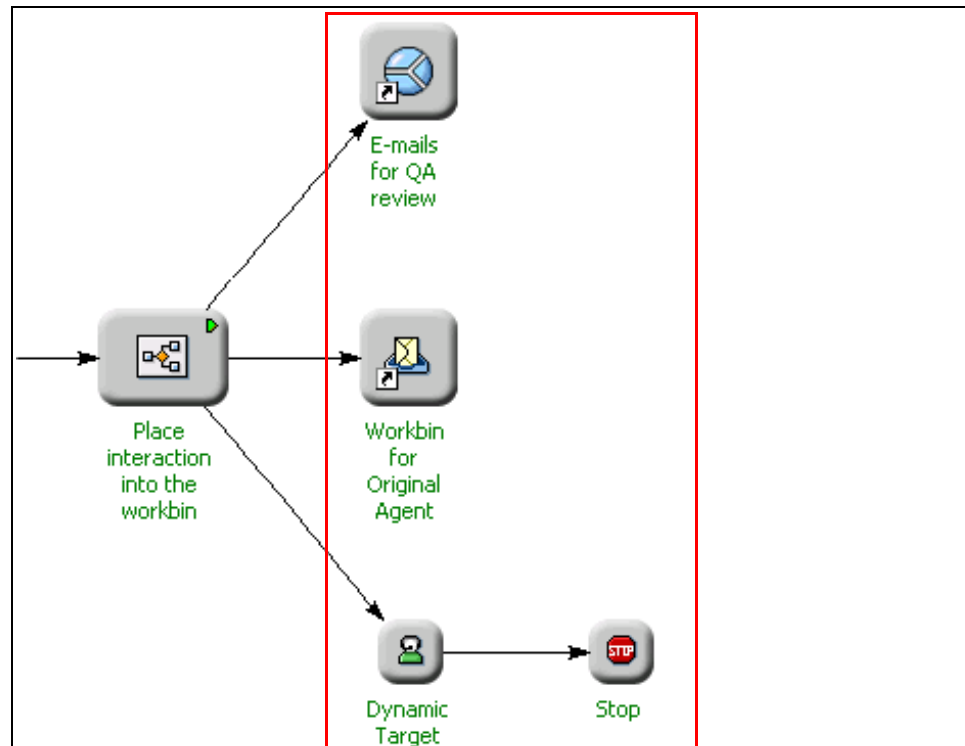 E-mails
for QA
review
Place
interaction
into the
workbin
Workbin
for
Original
Agent
Dynamic
Target
STOP
Stop